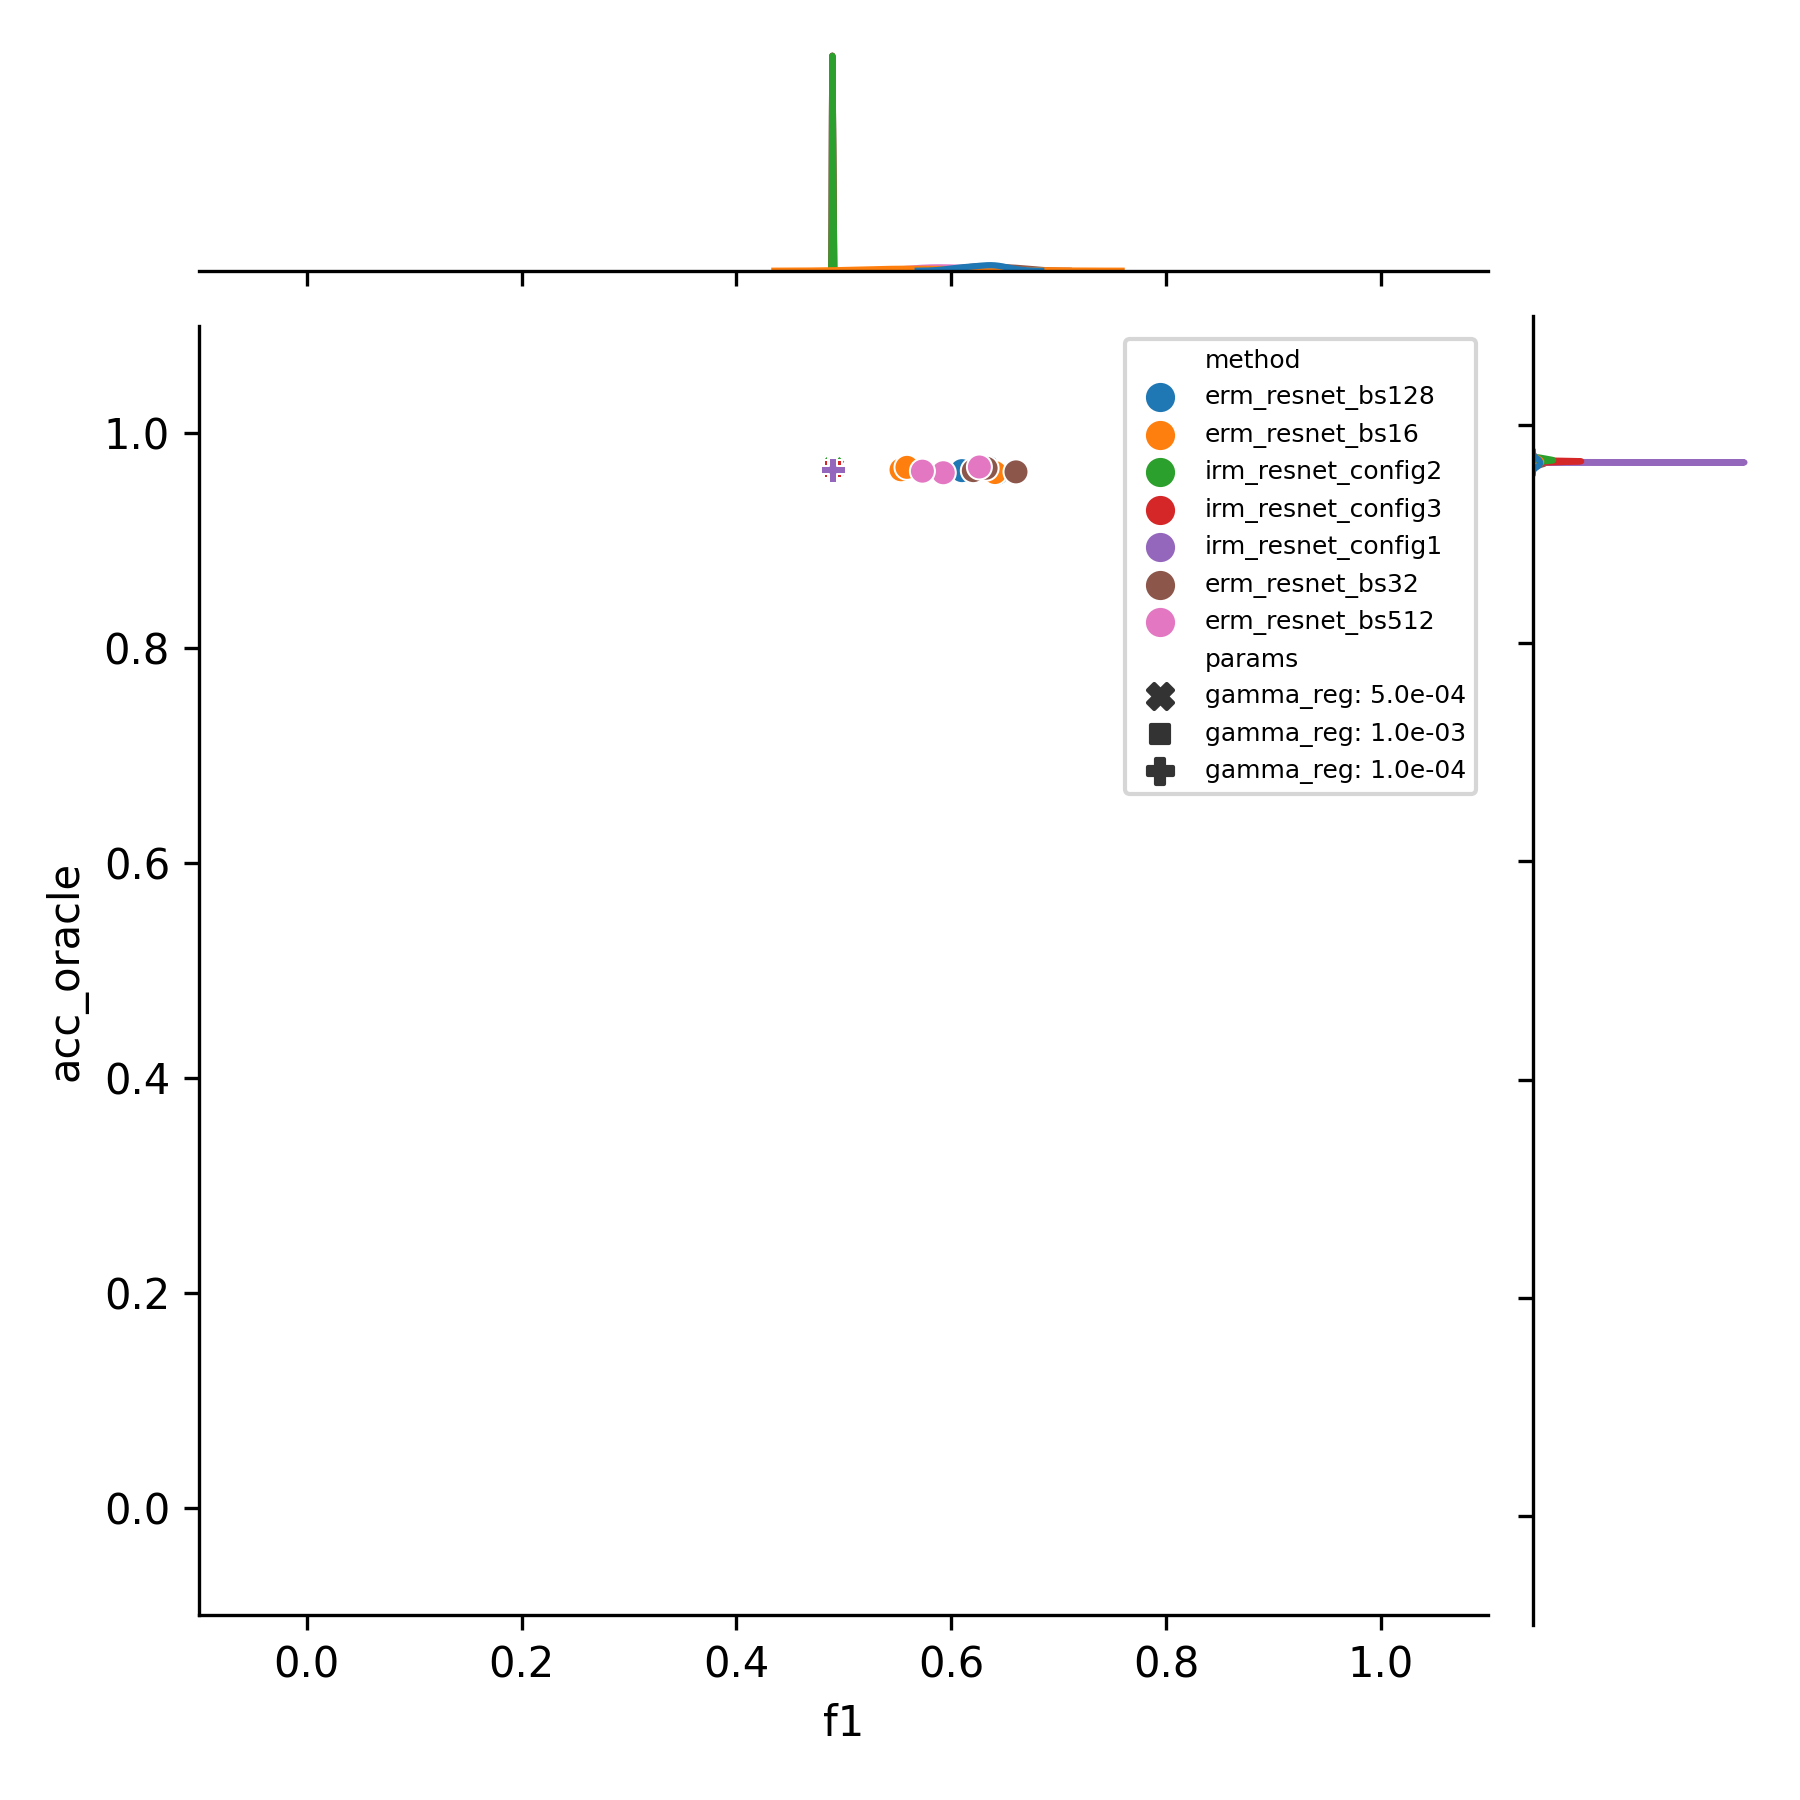 method
erm_resnet_bs128
erm_resnet_bs16
irm_resnet_config2
irm_resnet_config3
irm_resnet_config1
erm_resnet_bs32
erm_resnet_bs512
params
gamma_reg: 5.0e-04
gamma_reg: 1.0e-03
gamma_reg: 1.0e-04
1.0
0.8
0.6
0.4
0.2
0.0
acc_oracle
0.0 0.2 0.4 0.6 0.8 1.0
f1